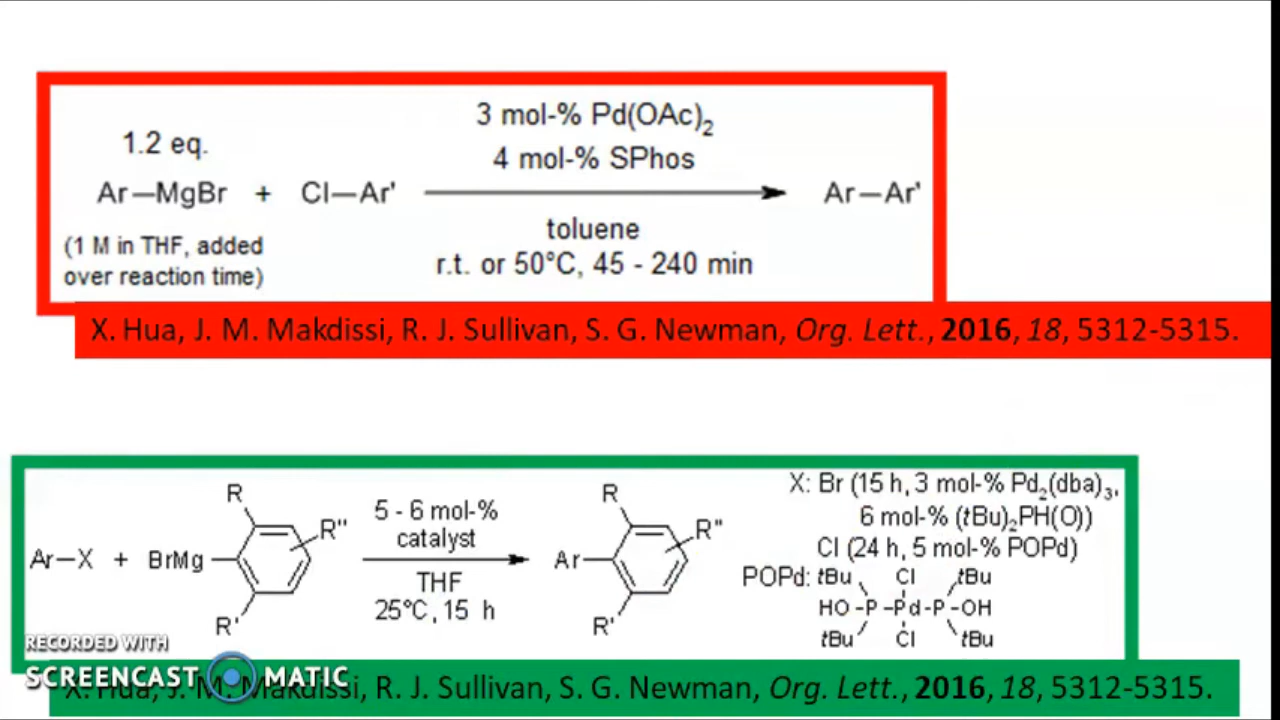 3 mol-% Pd(OAc)2
1.2 eq.
4 mol-% SPhos
Ar—MgBr + Cl—Ar' Ar—Ar'
toluene
(1 M in THF, added
over reaction time)
r.t. or 50°C, 45 - 240 min
X. Hua, J. M. Makdissi, R. J. Sullivan, S. G. Newman, Org. Lett., 2016, 18, 5312-5315.
Ar—X + BrMg R R' R''
5 - 6 mol-%
catalyst
THF
25°C, 15 h
Ar R R' R''
X: Br (15 h, 3 mol-% Pd2(dba)3,
6 mol-% (tBu)2PH(O))
Cl (24 h, 5 mol-% POPd)
POPd: tBu Cl tBu
HO-P-Pd-P-OH
tBu Cl tBu
RECORDED WITH
SCREENCAST MATIC
X. Hua, J. M. Makdissi, R. J. Sullivan, S. G. Newman, Org. Lett., 2016, 18, 5312-5315.